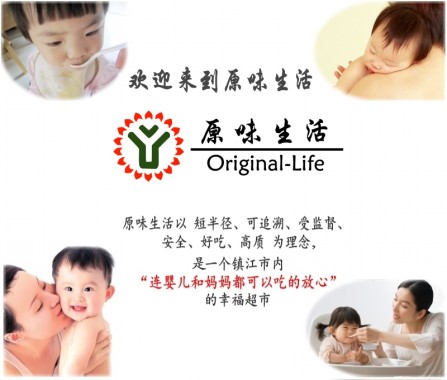 欢迎来到原味生活
原味生活
Original-Life
原味生活以 短半径、可追溯、受监督、
安全、好吃、高质 为理念，
是一个镇江市内
“连婴儿和妈妈都可以吃的放心”
的幸福超市